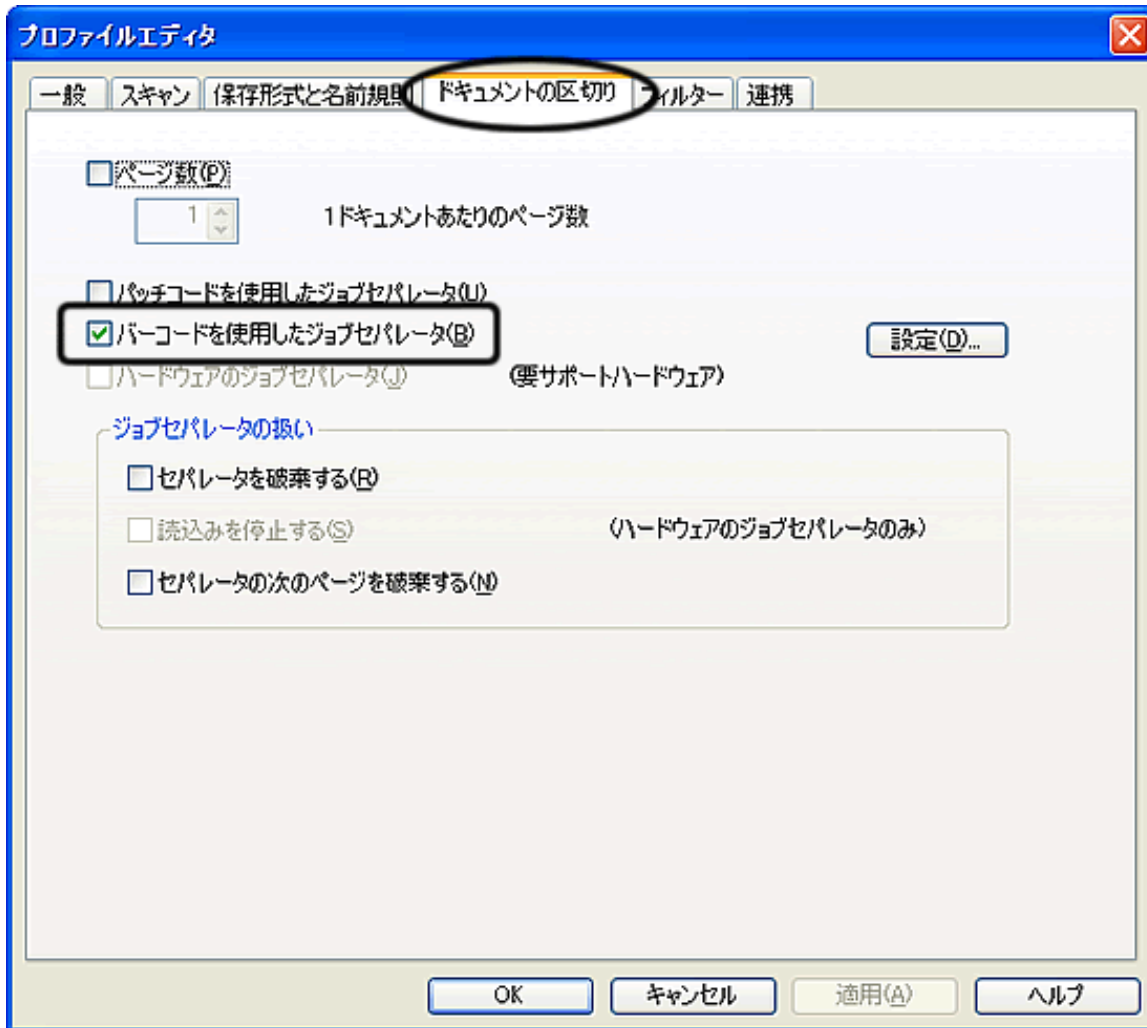 プロファイルエディタ
一般 スキャン 保存形式と名前規則 ドキュメントの区切り フィルター 連携
ページ数(P)
1 1ドキュメントあたりのページ数
パッチコードを使用したジョブセパレータ(U)
バーコードを使用したジョブセパレータ(B) 設定(D)...
ハードウェアのジョブセパレータ(J) (要サポートハードウェア)
ジョブセパレータの扱い
セパレータを破棄する(R)
読込みを停止する(S) (ハードウェアのジョブセパレータのみ)
セパレータの次のページを破棄する(N)
OK キャンセル 適用(A) ヘルプ